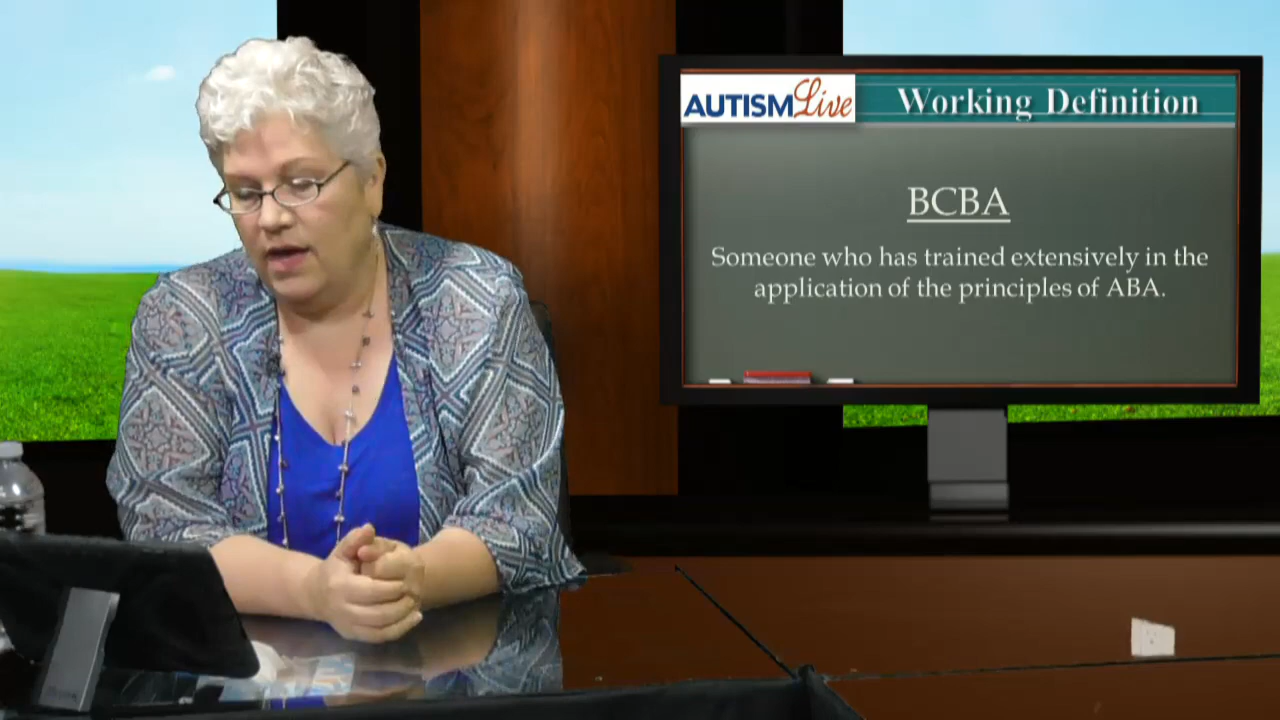 AUTISM Live
Working Definition
BCBA
Someone who has trained extensively in the
application of the principles of ABA.